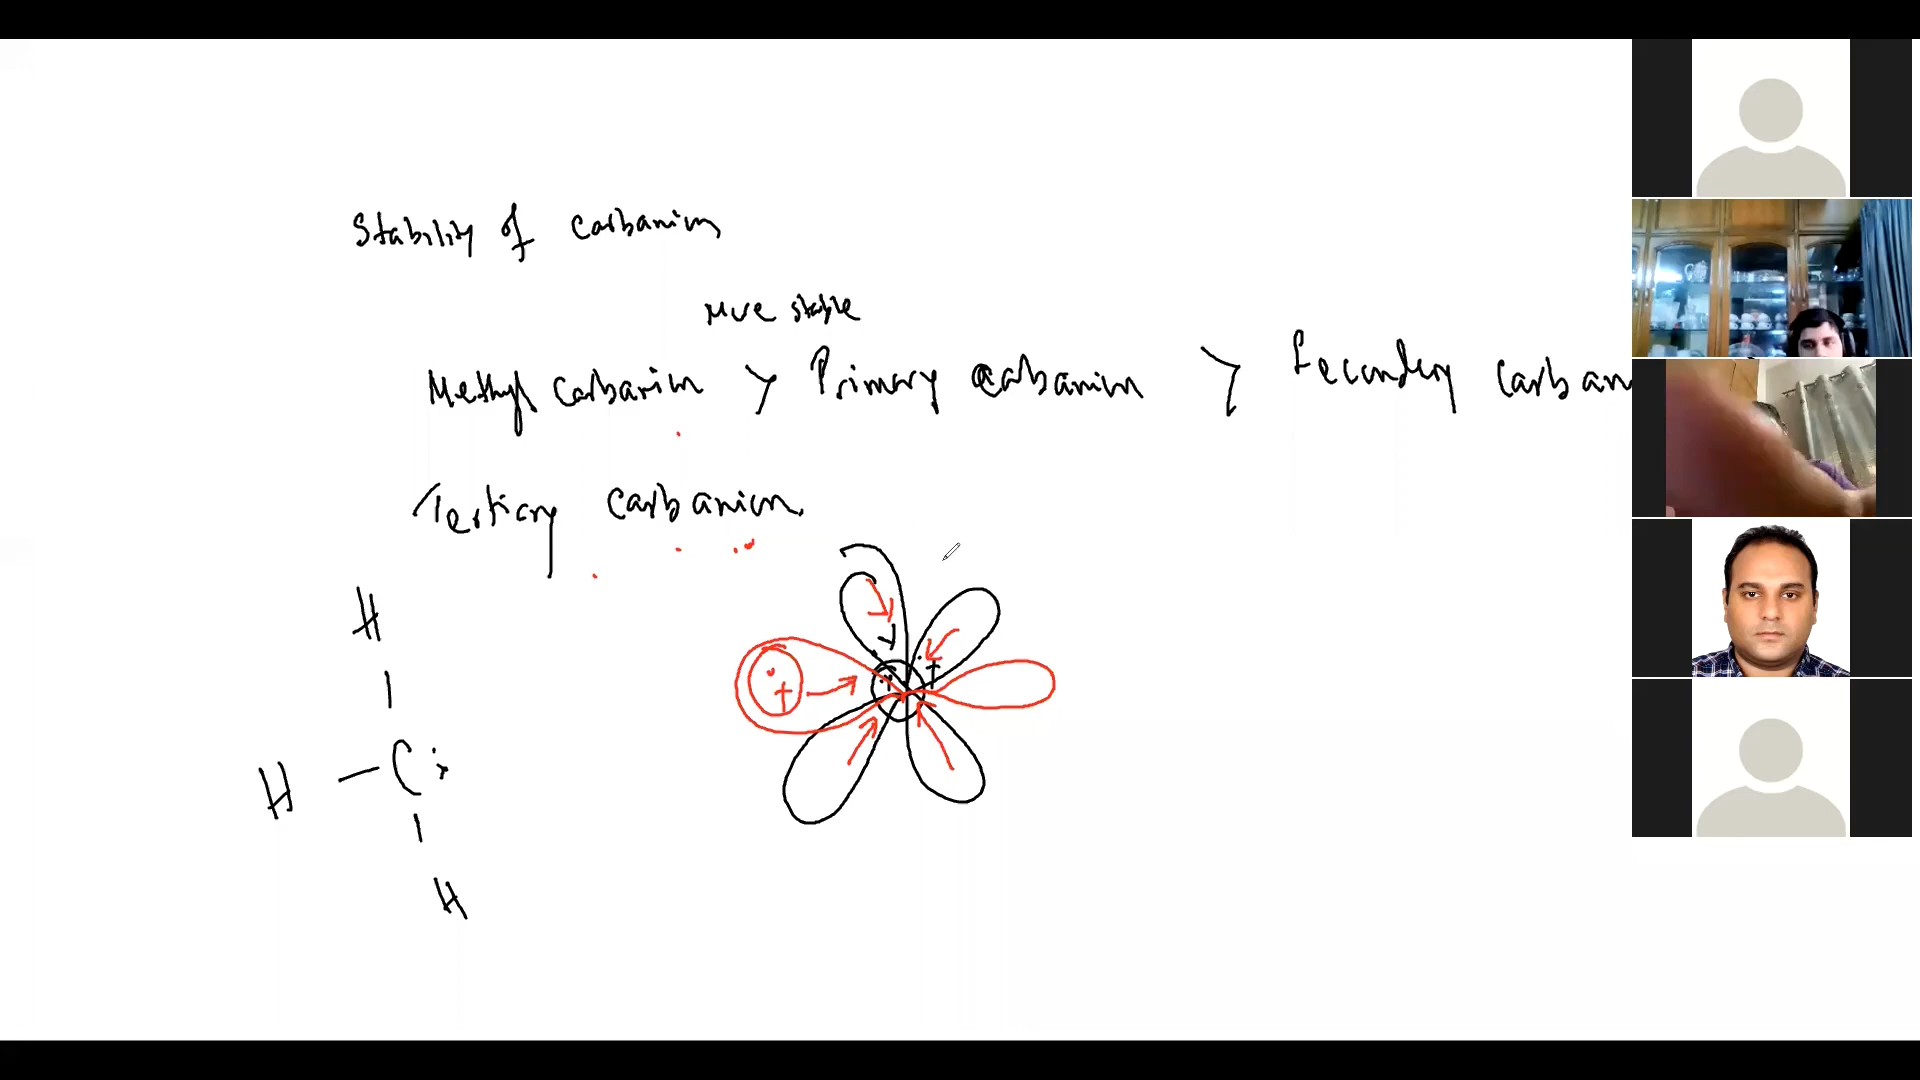 Stability of carbanion
More stable
Methyl carbanion > Primary carbanion > Secondary carban
Tertiary carbanion
H
H - C :
H
+ +
+